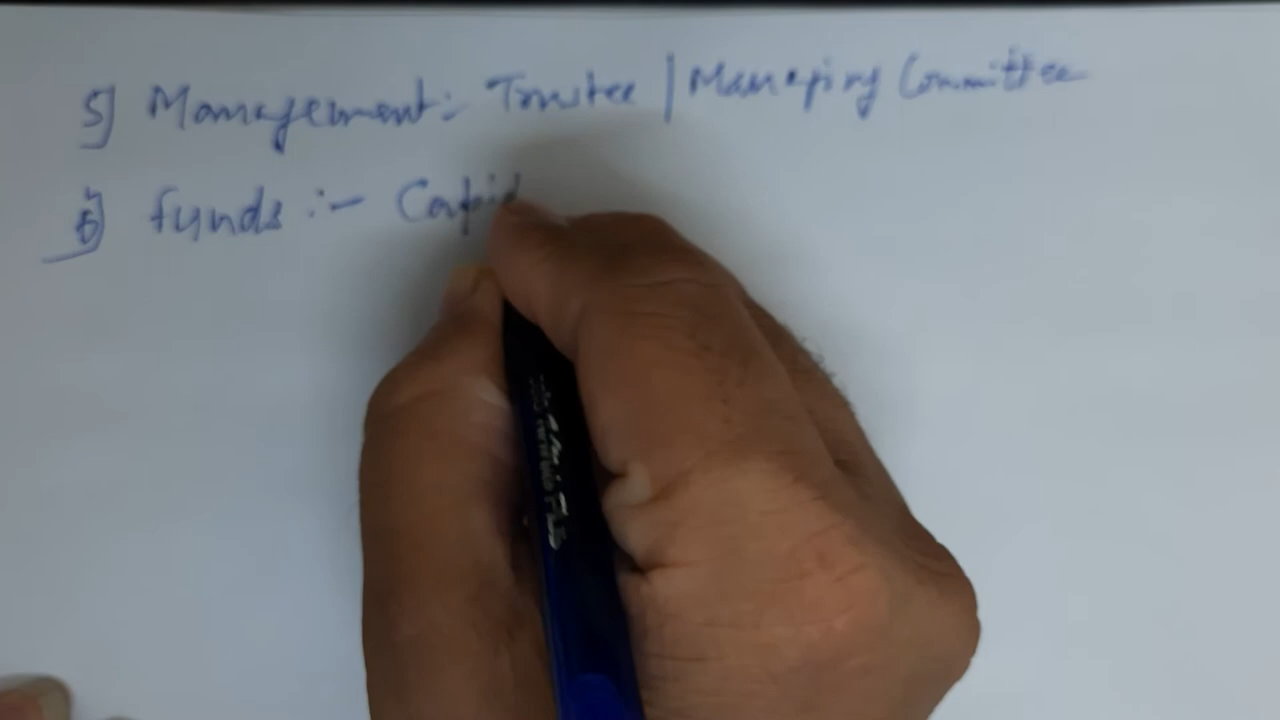 5] Management:- Trustee | Managing Committee
6] Funds :- Capi